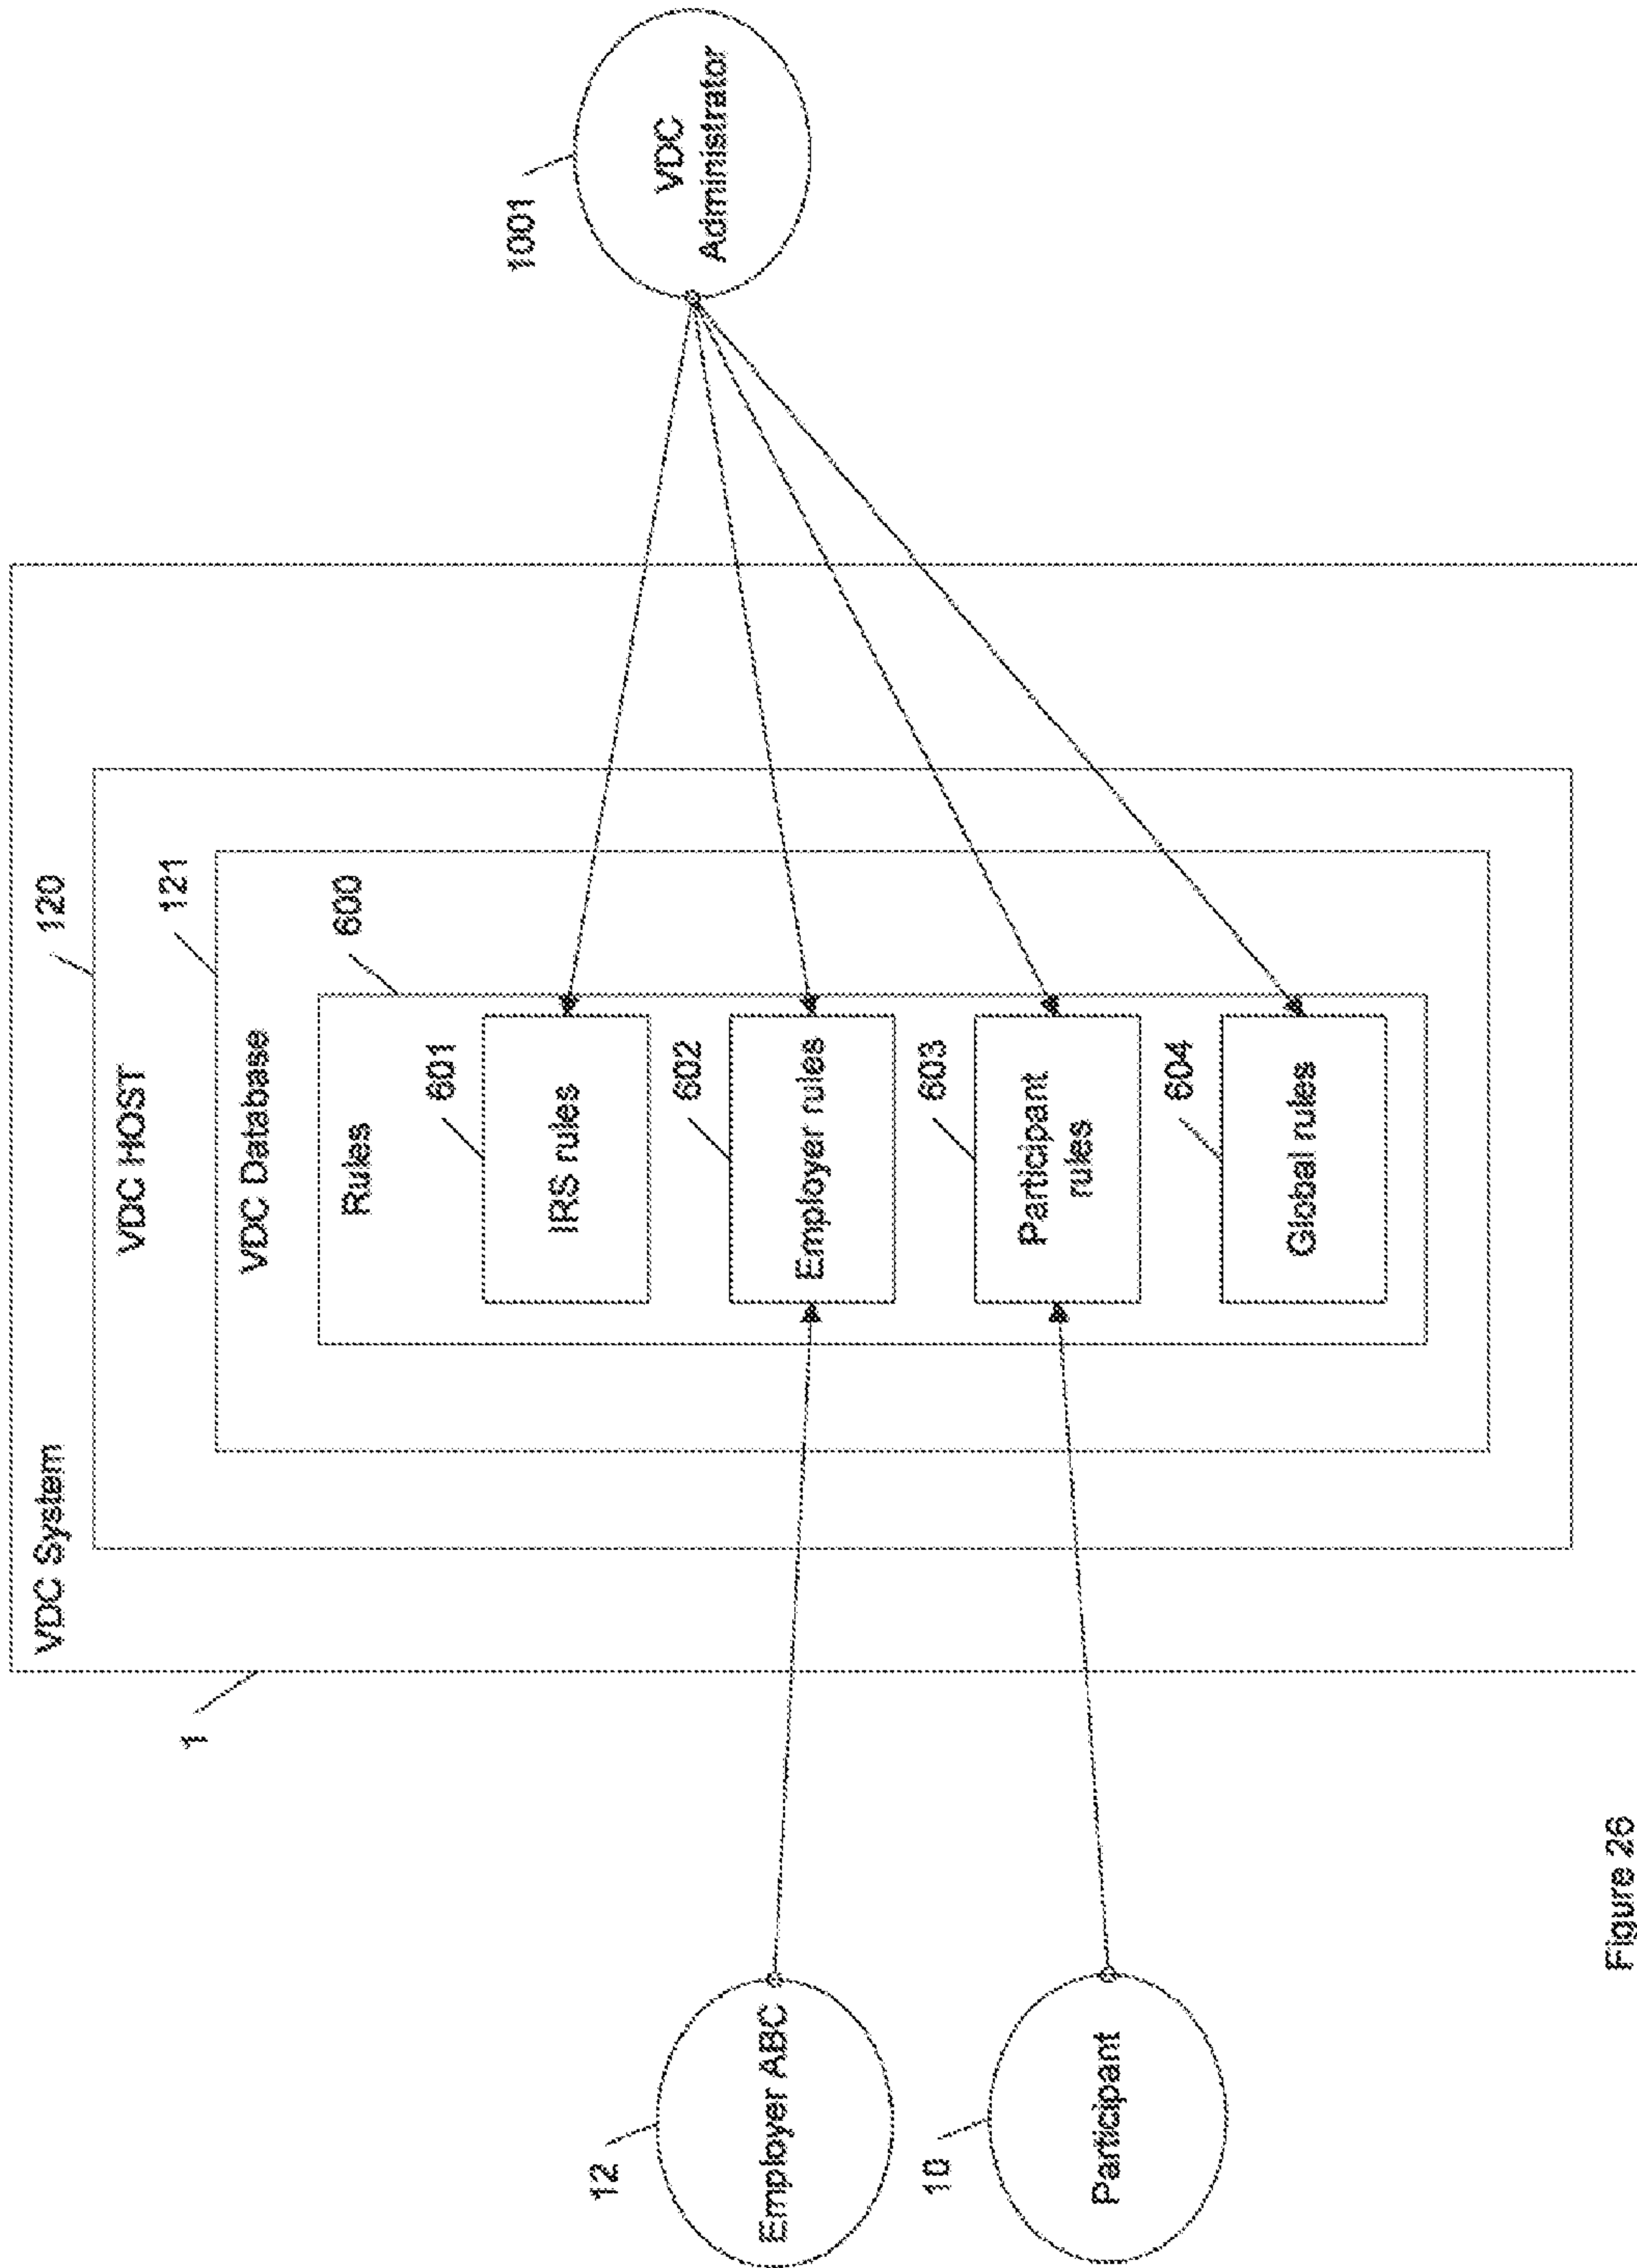 VDC System
1
VDC HOST
120
VDC Database
121
Rules
600
IRS rules
601
Employer rules
602
Participant
rules
603
Global rules
604
12
Employer ABC
10
Participant
1001
VDC
Administrator
Figure 26